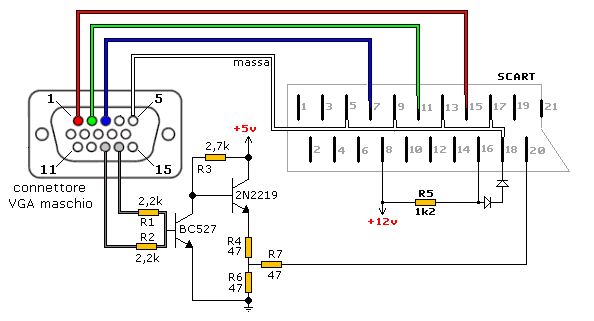 massa
SCART
1
5
11
15
1
3
5
7
9
11
13
15
17
19
21
2
4
6
8
10
12
14
16
18
20
connettore
VGA maschio
+5v
2,7k
R3
2N2219
2,2k
R1
R2
2,2k
BC527
R4
47
R7
47
R6
47
R5
1k2
+12v